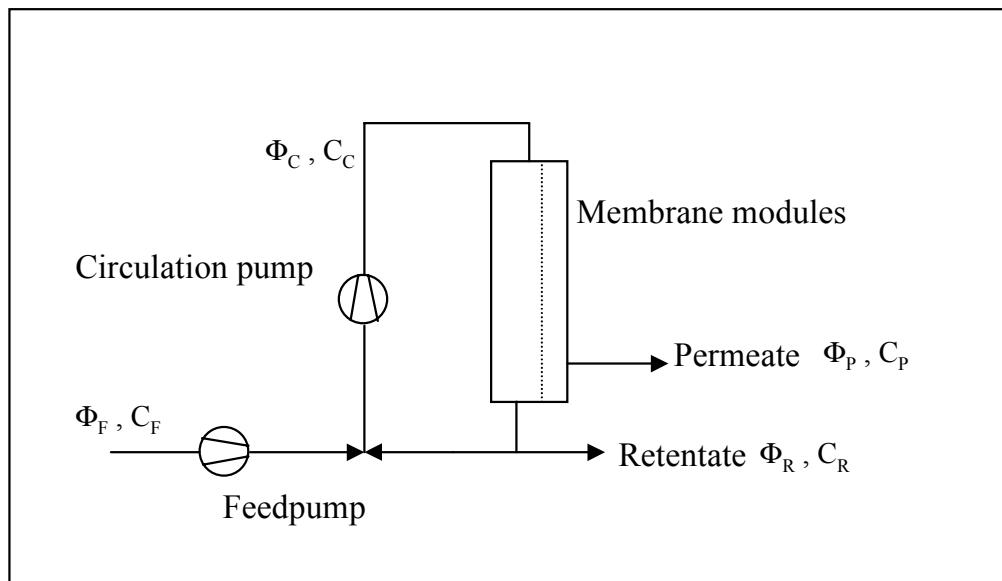 Φ_C , C_C
Membrane modules
Circulation pump
Permeate Φ_P , C_P
Φ_F , C_F
Retentate Φ_R , C_R
Feedpump